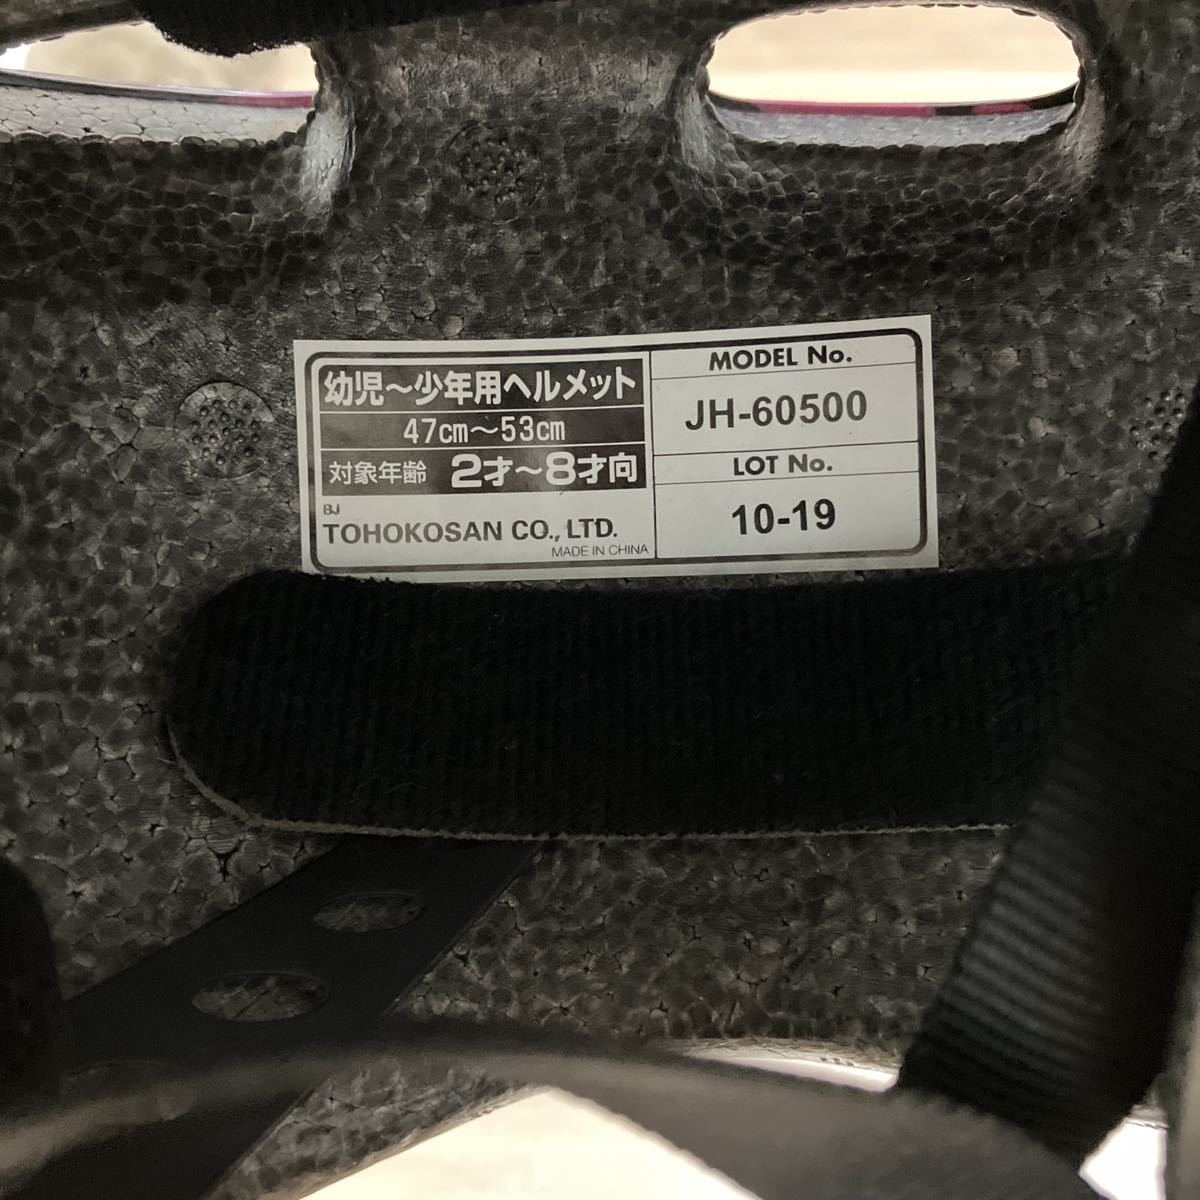 幼児～少年用ヘルメット
47cm～53cm
対象年齢 2才～8才向
BJ
TOHOKOSAN CO., LTD.
MADE IN CHINA
MODEL No.
JH-60500
LOT No.
10-19